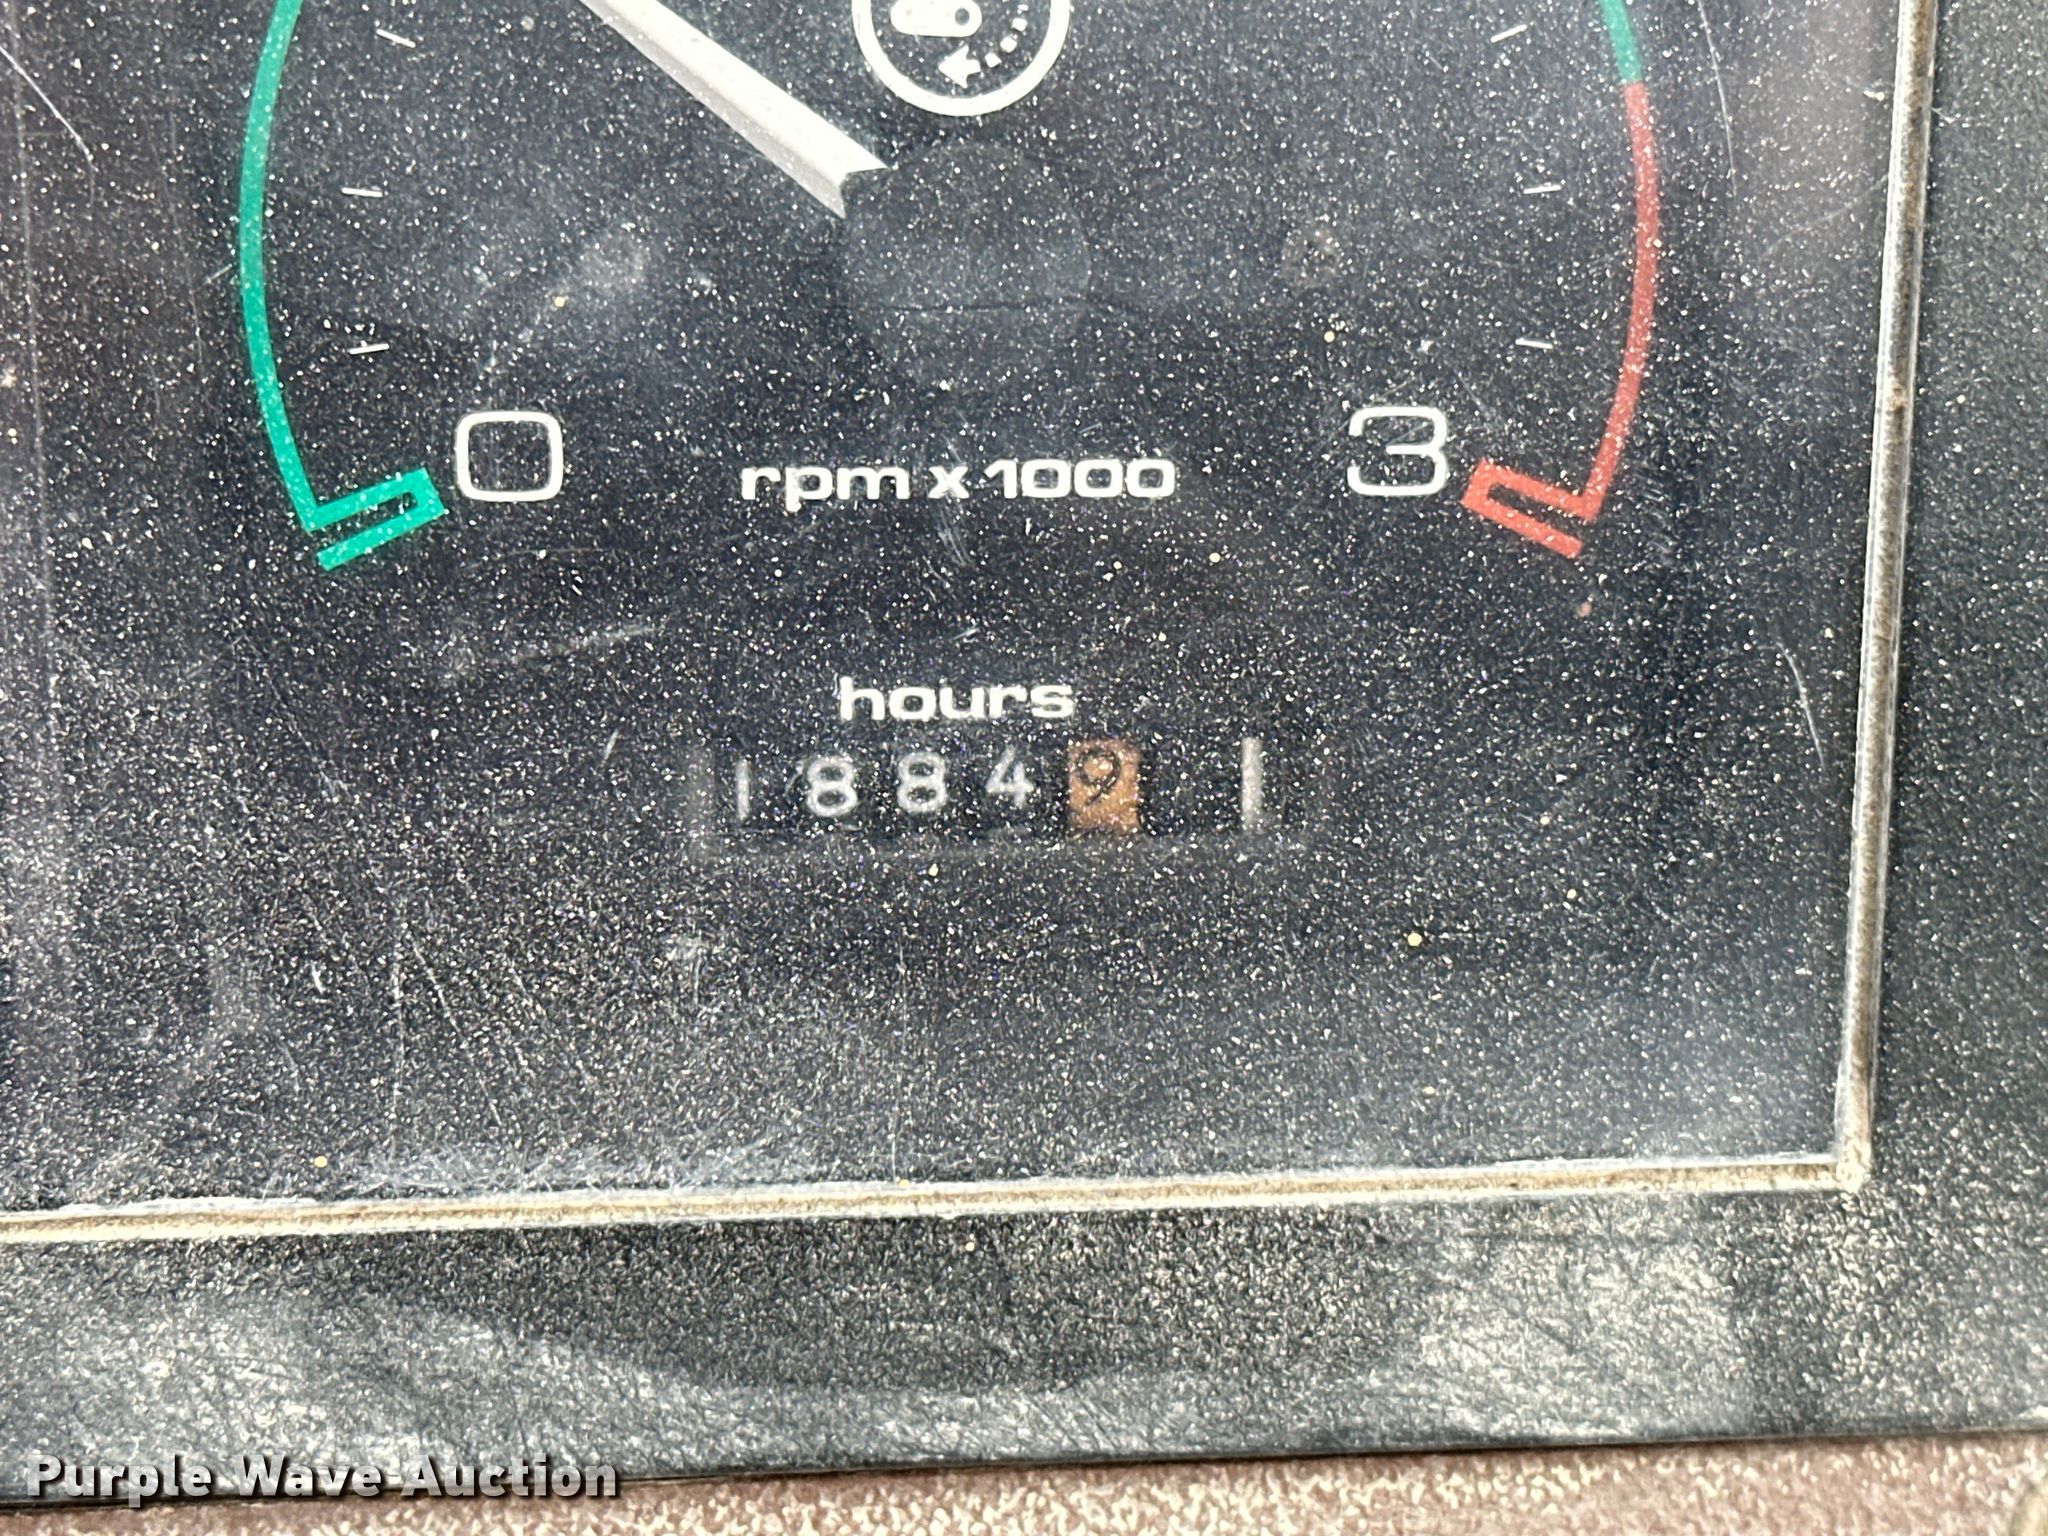 0 rpm x 1000 3
hours
18849
Purple Wave Auction